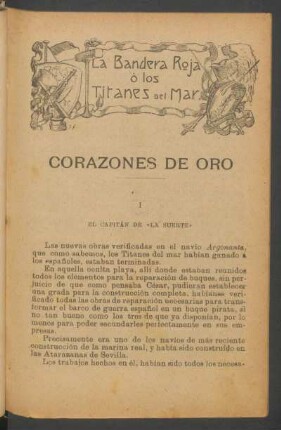 La Bandera Roja
ó los
Titanes del Mar
CORAZONES DE ORO
I
EL CAPITÁN DE «LA SUERTE»
Las nuevas obras verificadas en el navío Argonauta,
que como sabemos, los Titanes del mar habían ganado á
los españoles, estaban terminadas.
En aquella oculta playa, allí donde estaban reunidos
todos los elementos para la reparación de buques, sin per-
juicio de que como pensaba César, pudieran establecer
una grada para la construcción completa, habíanse veri-
ficado todas las obras de reparación necesarias para trans-
formar el barco de guerra español en un buque pirata, si
no tan bueno como los tres de que ya disponían, por lo
menos para poder secundarles perfectamente en sus em-
presas.
Precisamente era uno de los navíos de más reciente
construcción de la marina real, y había sido construído en
las Atarazanas de Sevilla.
Los trabajos hechos en él, habían sido todos los necesa-